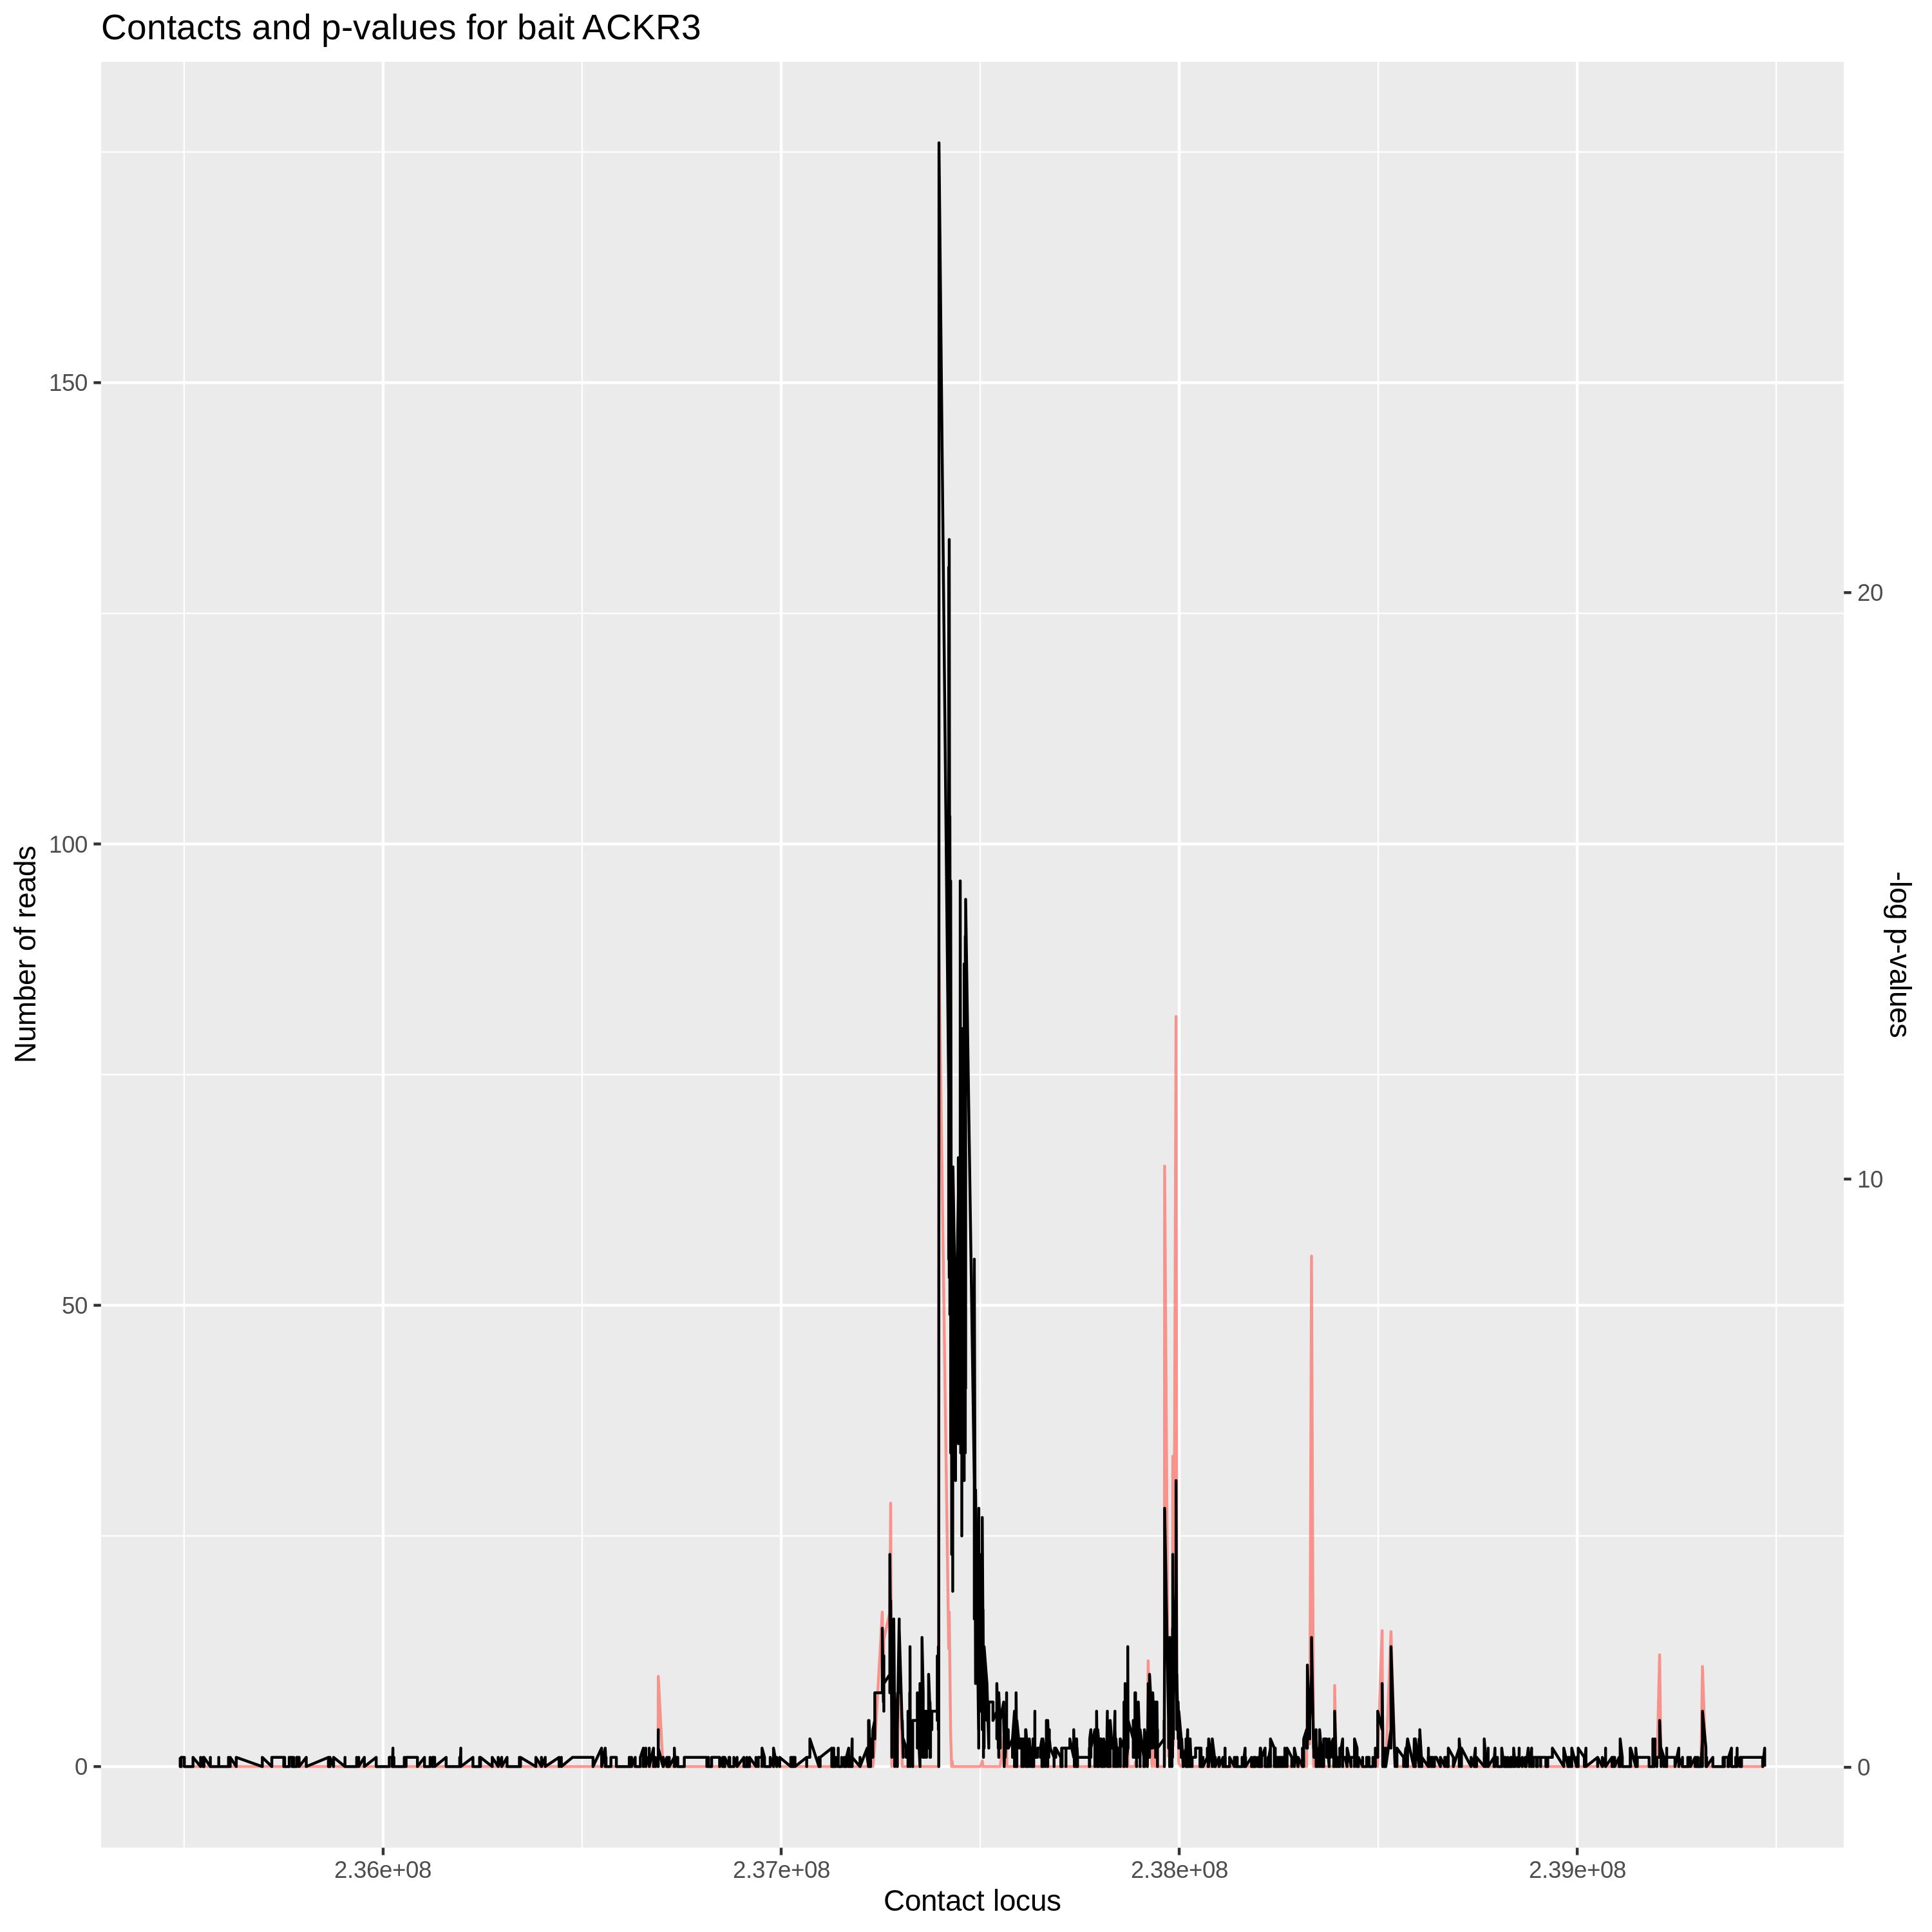 Contacts and p-values for bait ACKR3
Number of reads
150
100
50
0
20
10
0
-log p-values
2.36e+08
2.37e+08
2.38e+08
2.39e+08
Contact locus